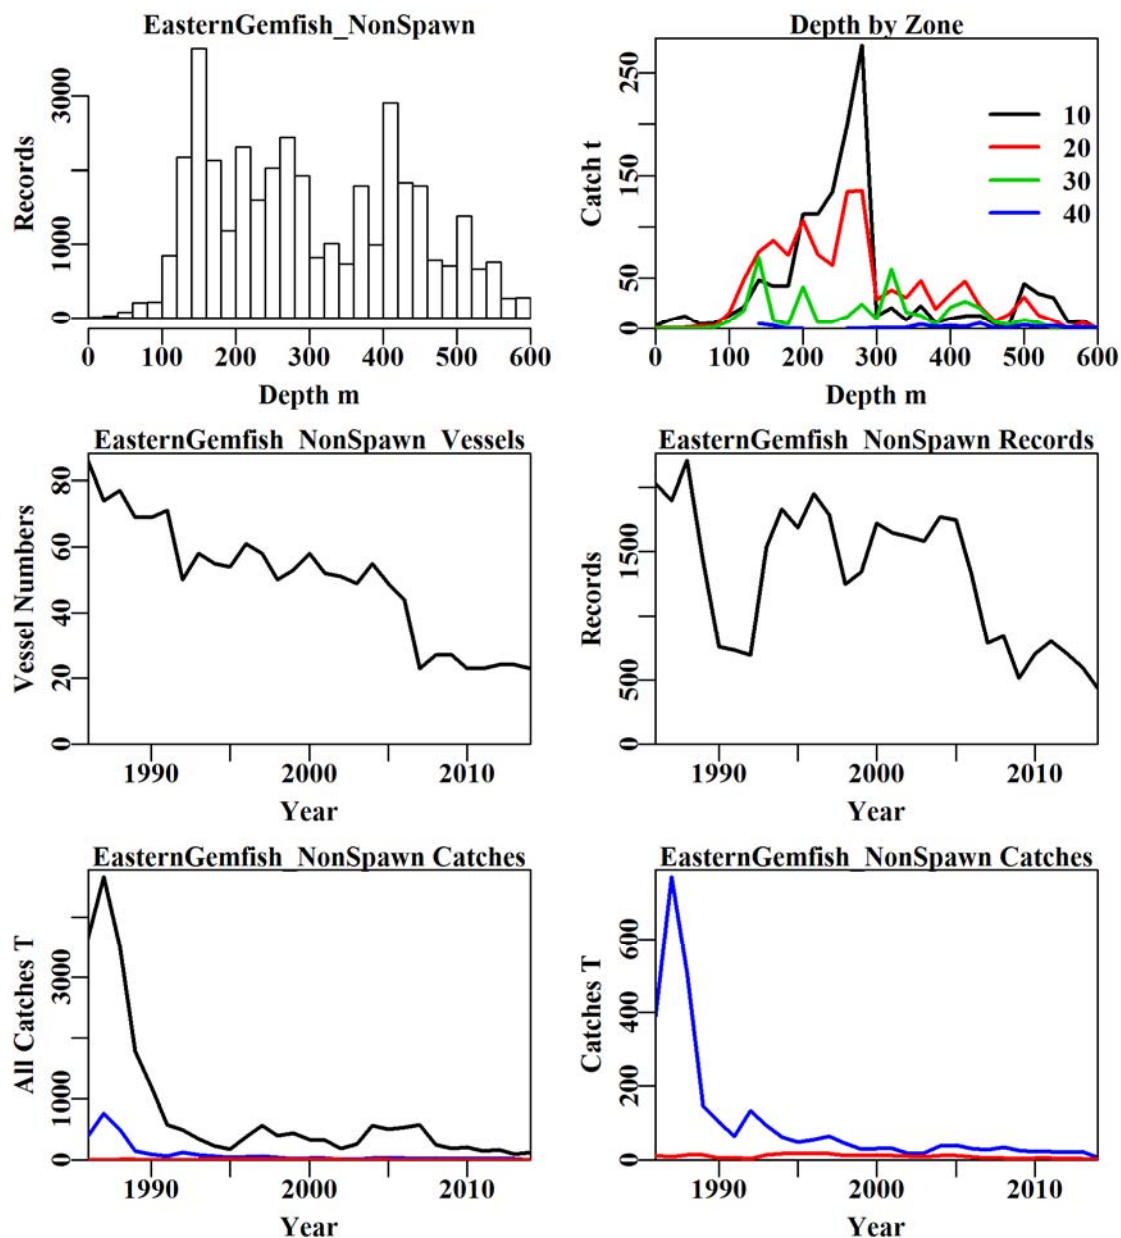 EasternGemfish_NonSpawn
Records
0 1000 3000
0 100 200 300 400 500 600
Depth m
Depth by Zone
Catch t
0 50 150 250
10
20
30
40
0 100 200 300 400 500 600
Depth m
EasternGemfish_NonSpawn_Vessels
Vessel Numbers
0 20 40 60 80
1990 2000 2010
Year
EasternGemfish_NonSpawn Records
Records
0 500 1500
1990 2000 2010
Year
EasternGemfish_NonSpawn Catches
All Catches T
0 1000 3000
1990 2000 2010
Year
EasternGemfish_NonSpawn Catches
Catches T
0 200 400 600
1990 2000 2010
Year